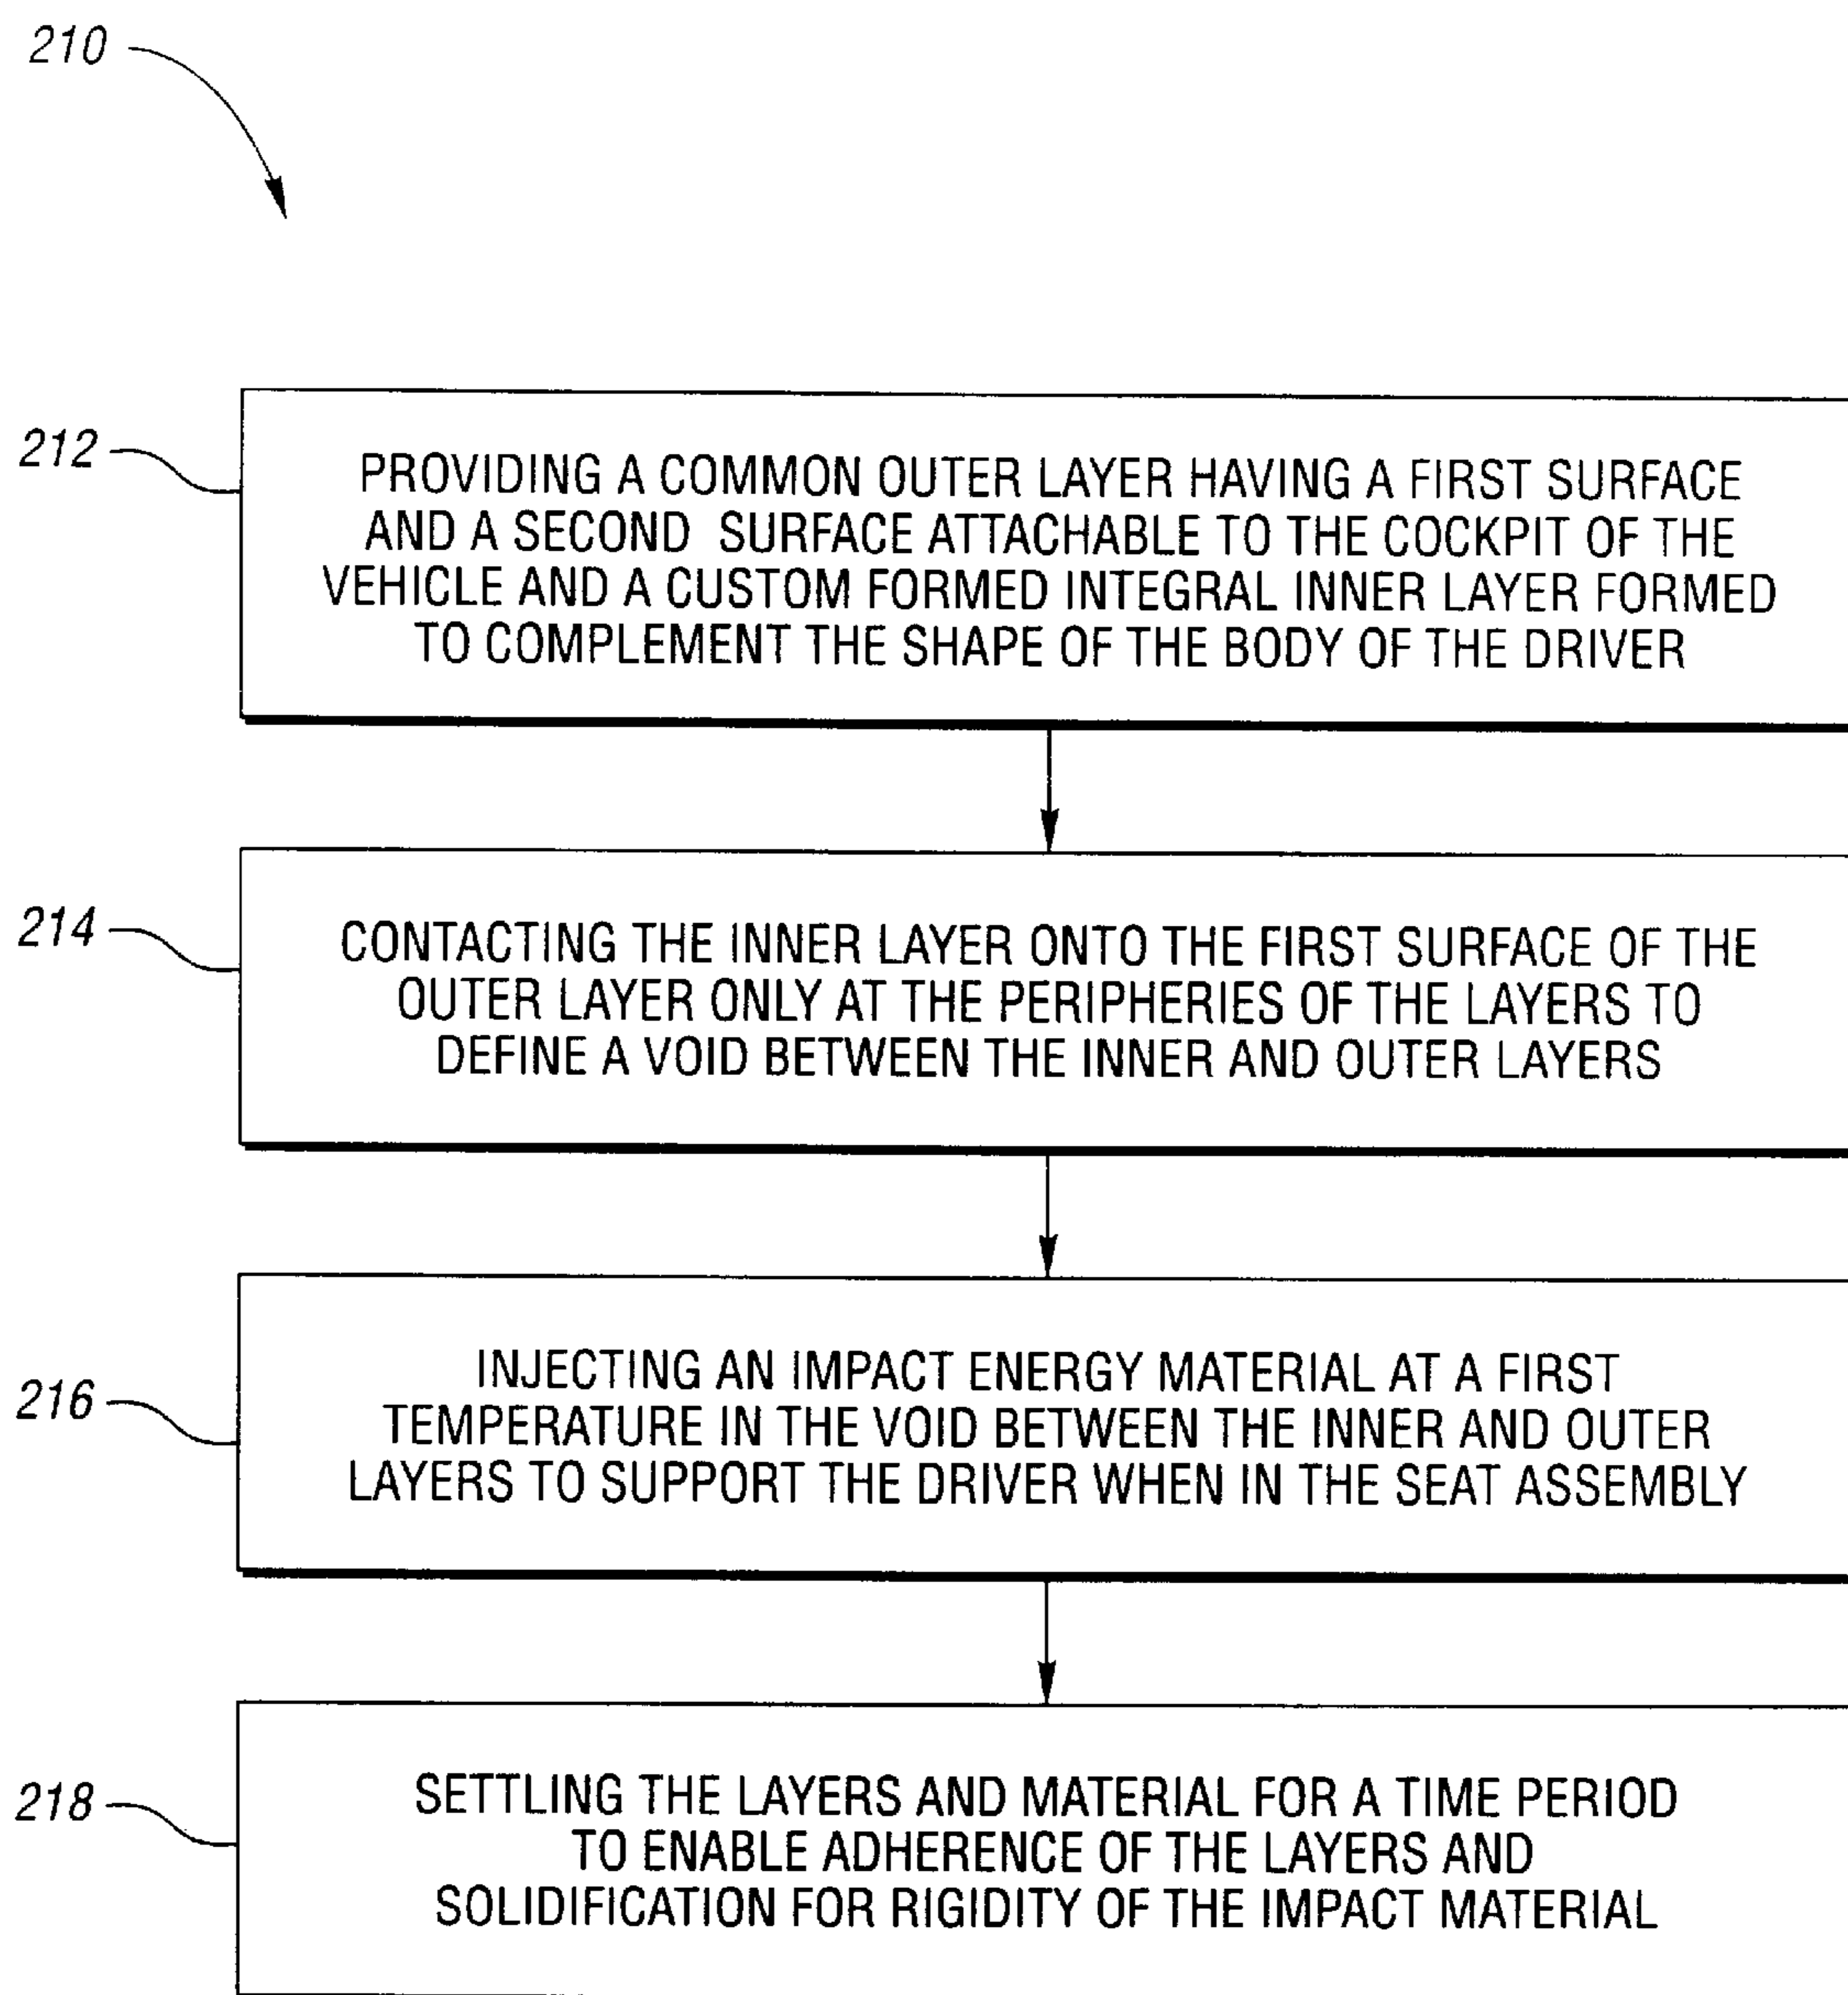 210
212
PROVIDING A COMMON OUTER LAYER HAVING A FIRST SURFACE
AND A SECOND SURFACE ATTACHABLE TO THE COCKPIT OF THE
VEHICLE AND A CUSTOM FORMED INTEGRAL INNER LAYER FORMED
TO COMPLEMENT THE SHAPE OF THE BODY OF THE DRIVER
214
CONTACTING THE INNER LAYER ONTO THE FIRST SURFACE OF THE
OUTER LAYER ONLY AT THE PERIPHERIES OF THE LAYERS TO
DEFINE A VOID BETWEEN THE INNER AND OUTER LAYERS
216
INJECTING AN IMPACT ENERGY MATERIAL AT A FIRST
TEMPERATURE IN THE VOID BETWEEN THE INNER AND OUTER
LAYERS TO SUPPORT THE DRIVER WHEN IN THE SEAT ASSEMBLY
218
SETTLING THE LAYERS AND MATERIAL FOR A TIME PERIOD
TO ENABLE ADHERENCE OF THE LAYERS AND
SOLIDIFICATION FOR RIGIDITY OF THE IMPACT MATERIAL